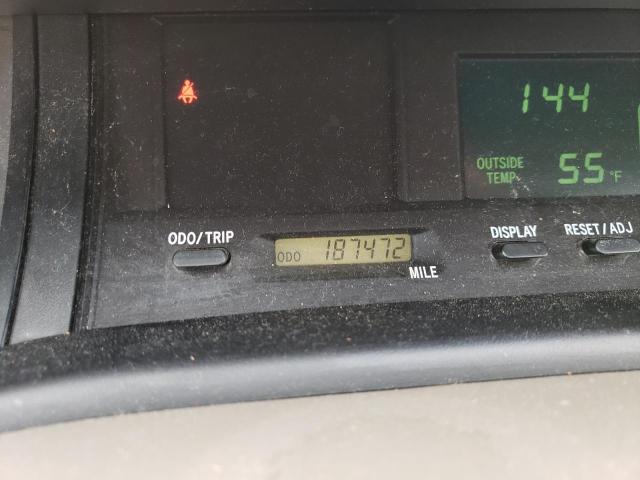 144
OUTSIDE TEMP 55°F
ODO/TRIP
DISPLAY
RESET/ADJ
ODO 187472
MILE